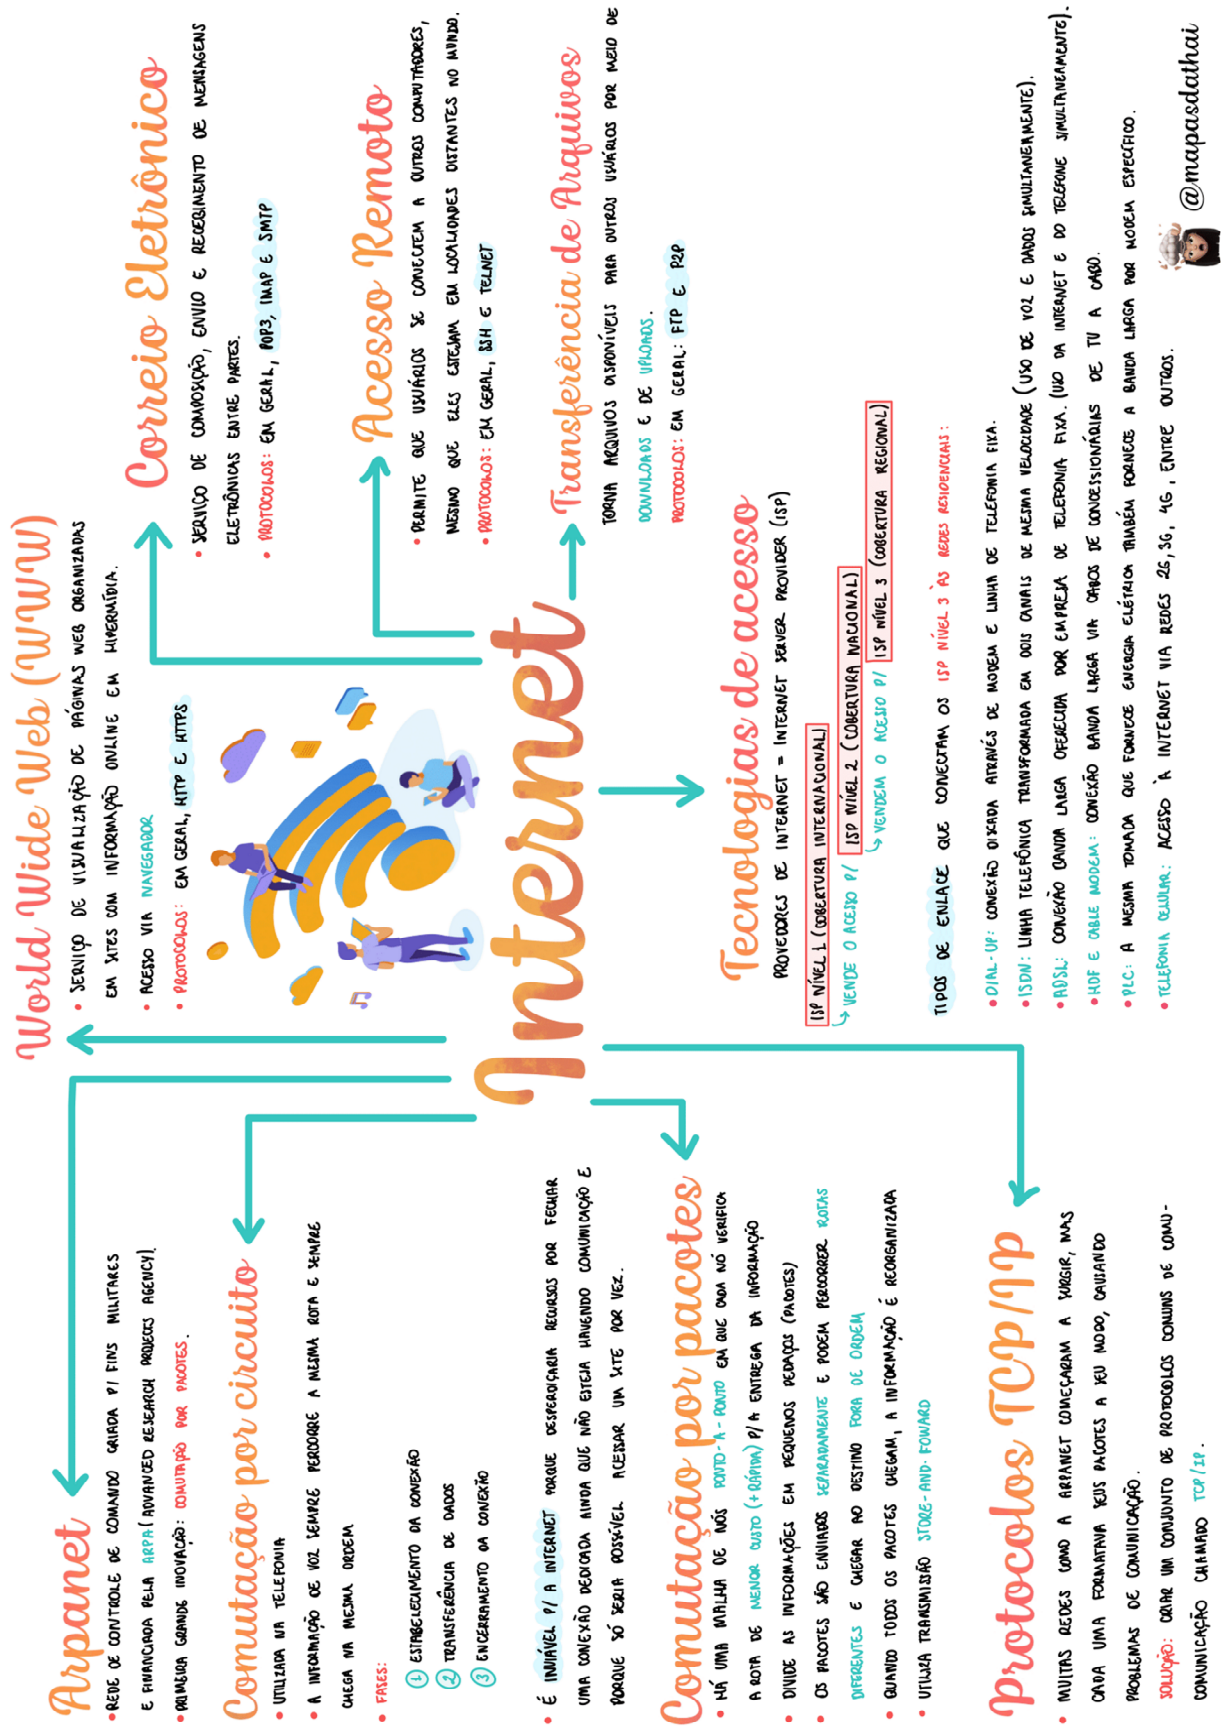 Arpanet
• REDE DE CONTROLE DE COMANDO CRIADA P/ FINS MILITARES
E FINANCIADA PELA ARPA (ADVANCED RESEARCH PROJECTS AGENCY).
• PRIMEIRA GRANDE INOVAÇÃO: COMUTAÇÃO POR PACOTES.
Comutação por circuito
• UTILIZADA NA TELEFONIA
• A INFORMAÇÃO DE VOZ SEMPRE PERCORRE A MESMA ROTA E SEMPRE
CHEGA NA MESMA ORDEM
• FASES:
1 ESTABELECIMENTO DA CONEXÃO
2 TRANSFERÊNCIA DE DADOS
3 ENCERRAMENTO DA CONEXÃO
• É INVIÁVEL P/ A INTERNET PORQUE DESPERDIÇARIA RECURSOS POR FECHAR
UMA CONEXÃO DEDICADA AINDA QUE NÃO ESTEJA HAVENDO COMUNICAÇÃO E
PORQUE SÓ SERIA POSSÍVEL ACESSAR UM SITE POR VEZ.
Comutação por pacotes
• HÁ UMA MALHA DE NÓS PONTO-A-PONTO EM QUE CADA NÓ VERIFICA
A ROTA DE MENOR CUSTO (+RÁPIDA) P/ A ENTREGA DA INFORMAÇÃO
• DIVIDE AS INFORMAÇÕES EM PEQUENOS PEDAÇOS (PACOTES)
• OS PACOTES SÃO ENVIADOS SEPARADAMENTE E PODEM PERCORRER ROTAS
DIFERENTES E CHEGAR AO DESTINO FORA DE ORDEM
• QUANDO TODOS OS PACOTES CHEGAM, A INFORMAÇÃO É REORGANIZADA
• UTILIZA TRANSMISSÃO STORE-AND-FOWARD
Protocolos TCP/IP
• MUITAS REDES COMO A ARPANET COMEÇARAM A SURGIR, MAS
CADA UMA FORMATAVA SEUS PACOTES A SEU MODO, CAUSANDO
PROBLEMAS DE COMUNICAÇÃO.
SOLUÇÃO: CRIAR UM CONJUNTO DE PROTOCOLOS COMUNS DE COMU-
COMUNICAÇÃO CHAMADO TCP/IP.
Internet
World Wide Web (WWW)
• SERVIÇO DE VISUALIZAÇÃO DE PÁGINAS WEB ORGANIZADAS
EM SITES COM INFORMAÇÃO ONLINE EM HIPERMÍDIA.
• ACESSO VIA NAVEGADOR
• PROTOCOLOS: EM GERAL, HTTP E HTTPS
Correio Eletrônico
• SERVIÇO DE COMPOSIÇÃO, ENVIO E RECEBIMENTO DE MENSAGENS
ELETRÔNICAS ENTRE PARTES.
• PROTOCOLOS: EM GERAL, POP3, IMAP E SMTP
Acesso Remoto
• PERMITE QUE USUÁRIOS SE CONECTEM A OUTROS COMPUTADORES,
MESMO QUE ELES ESTEJAM EM LOCALIDADES DISTANTES NO MUNDO.
• PROTOCOLOS: EM GERAL, SSH E TELNET
Transferência de Arquivos
TORNA ARQUIVOS DISPONÍVEIS PARA OUTROS USUÁRIOS POR MEIO DE
DOWNLOADS E DE UPLOADS.
PROTOCOLOS: EM GERAL: FTP E P2P
Tecnologias de acesso
PROVEDORES DE INTERNET = INTERNET SERVER PROVIDER (ISP)
ISP NÍVEL 1 (COBERTURA INTERNACIONAL)
VENDE O ACESSO P/ ISP NÍVEL 2 (COBERTURA NACIONAL)
VENDEM O ACESSO P/ ISP NÍVEL 3 (COBERTURA REGIONAL)
TIPOS DE ENLACE QUE CONECTAM OS ISP NÍVEL 3 ÀS REDES RESIDENCIAIS:
• DIAL-UP: CONEXÃO DISCADA ATRAVÉS DE MODEM E LINHA DE TELEFONIA FIXA.
• ISDN: LINHA TELEFÔNICA TRANSFORMADA EM DOIS CANAIS DE MESMA VELOCIDADE (USO DE VOZ E DADOS SIMULTANEAMENTE).
• ADSL: CONEXÃO BANDA LARGA OFERECIDA POR EMPRESA DE TELEFONIA FIXA. (USO DA INTERNET E DO TELEFONE SIMULTANEAMENTE).
• HDF E CABLE MODEM: CONEXÃO BANDA LARGA VIA CABOS DE CONCESSIONÁRIAS DE TV A CABO.
• PLC: A MESMA TOMADA QUE FORNECE ENERGIA ELÉTRICA TAMBÉM FORNECE A BANDA LARGA POR MODEM ESPECÍFICO.
• TELEFONIA CELULAR: ACESSO À INTERNET VIA REDES 2G, 3G, 4G, ENTRE OUTROS.
@mapasdathai